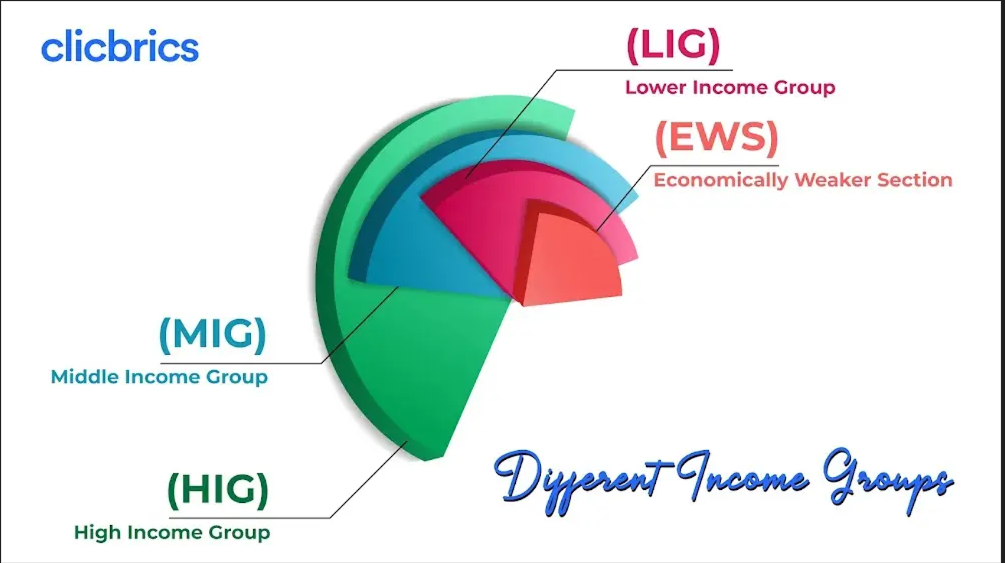 clicbrics
(LIG)
Lower Income Group
(EWS)
Economically Weaker Section
(MIG)
Middle Income Group
(HIG)
High Income Group
Different Income Groups